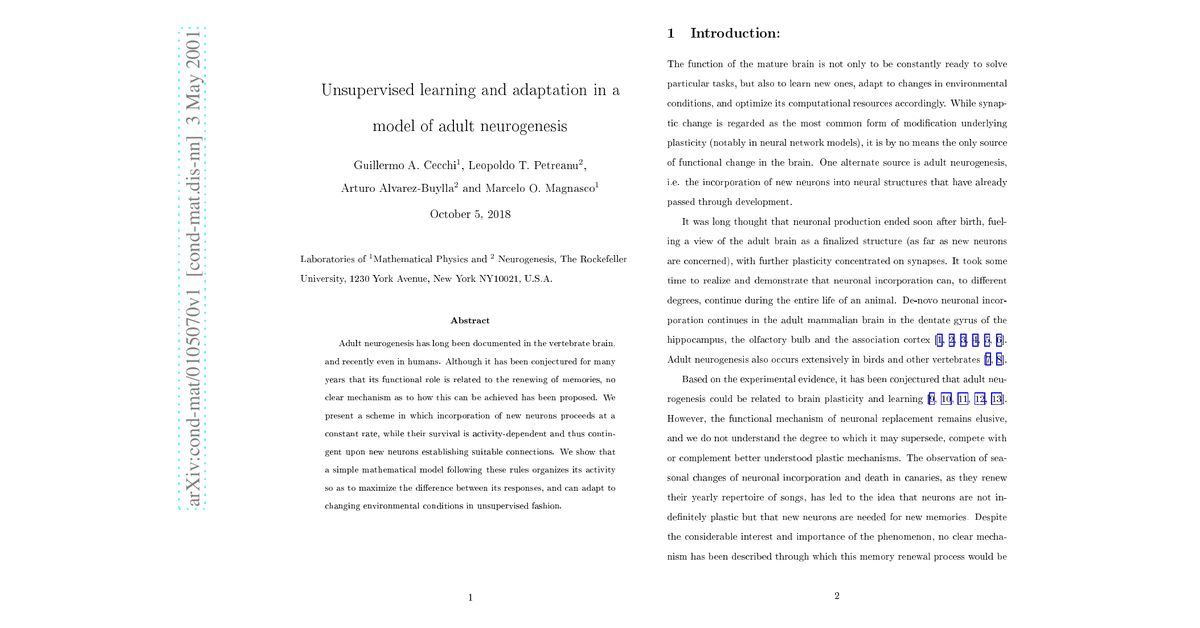 arXiv:cond-mat/0105070v1 [cond-mat.dis-nn] 3 May 2001
Unsupervised learning and adaptation in a
model of adult neurogenesis
Guillermo A. Cecchi1, Leopoldo T. Petreanu2,
Arturo Alvarez-Buylla2 and Marcelo O. Magnasco1
October 5, 2018
Laboratories of 1Mathematical Physics and 2 Neurogenesis, The Rockefeller
University, 1230 York Avenue, New York NY10021, U.S.A.
Abstract
Adult neurogenesis has long been documented in the vertebrate brain,
and recently even in humans. Although it has been conjectured for many
years that its functional role is related to the renewing of memories, no
clear mechanism as to how this can be achieved has been proposed. We
present a scheme in which incorporation of new neurons proceeds at a
constant rate, while their survival is activity-dependent and thus contin-
gent upon new neurons establishing suitable connections. We show that
a simple mathematical model following these rules organizes its activity
so as to maximize the difference between its responses, and can adapt to
changing environmental conditions in unsupervised fashion.
1
1 Introduction:
The function of the mature brain is not only to be constantly ready to solve
particular tasks, but also to learn new ones, adapt to changes in environmental
conditions, and optimize its computational resources accordingly. While synap-
tic change is regarded as the most common form of modification underlying
plasticity (notably in neural network models), it is by no means the only source
of functional change in the brain. One alternate source is adult neurogenesis,
i.e. the incorporation of new neurons into neural structures that have already
passed through development.
It was long thought that neuronal production ended soon after birth, fuel-
ing a view of the adult brain as a finalized structure (as far as new neurons
are concerned), with further plasticity concentrated on synapses. It took some
time to realize and demonstrate that neuronal incorporation can, to different
degrees, continue during the entire life of an animal. De-novo neuronal incor-
poration continues in the adult mammalian brain in the dentate gyrus of the
hippocampus, the olfactory bulb and the association cortex [1, 2, 3, 4, 5, 6].
Adult neurogenesis also occurs extensively in birds and other vertebrates [7, 8].
Based on the experimental evidence, it has been conjectured that adult neu-
rogenesis could be related to brain plasticity and learning [9, 10, 11, 12, 13].
However, the functional mechanism of neuronal replacement remains elusive,
and we do not understand the degree to which it may supersede, compete with
or complement better understood plastic mechanisms. The observation of sea-
sonal changes of neuronal incorporation and death in canaries, as they renew
their yearly repertoire of songs, has led to the idea that neurons are not in-
definitely plastic but that new neurons are needed for new memories. Despite
the considerable interest and importance of the phenomenon, no clear mecha-
nism has been described through which this memory renewal process would be
2